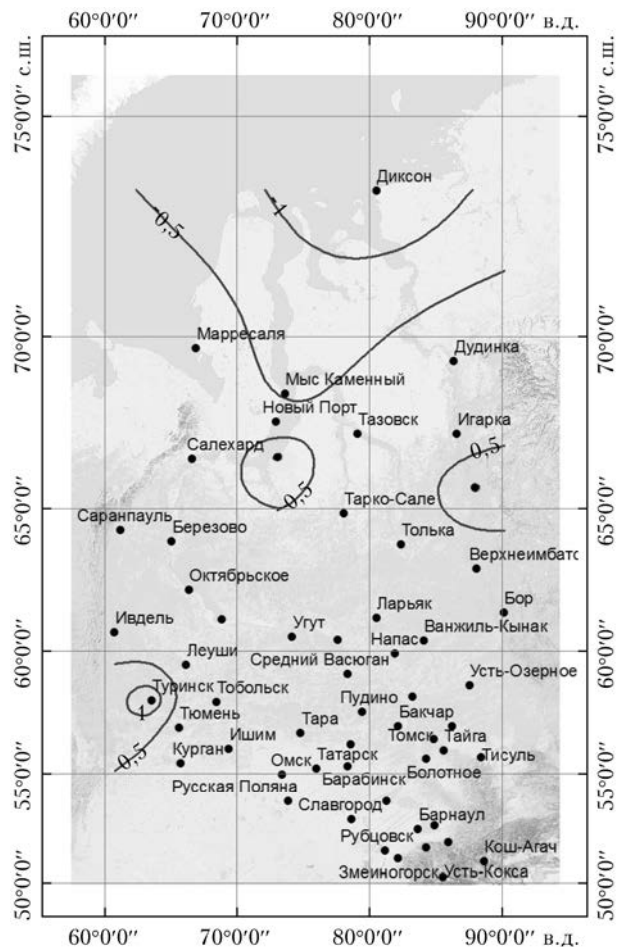 60°0'0" 70°0'0" 80°0'0" 90°0'0" в.д.
75°0'0" с.ш. 75°0'0" с.ш.
Диксон
1
0,5
70°0'0" 70°0'0"
Марресаля
Дудинка
Мыс Каменный
Новый Порт
Тазовск Игарка
Салехард
0,5
0,5
Тарко-Сале
65°0'0" 65°0'0"
Саранпауль
Березово
Толька
Верхнеимбатс
Октябрьское
Ларьяк Бор
Ивдель Угут Ванжиль-Кынак
Напас
60°0'0" 60°0'0"
Леуши Средний Васюган
Усть-Озерное
Туринск Тобольск
Пудино
1
Тюмень Тара Бакчар
0,5
Ишим Томск Тайга
Курган Омск Татарск Тисуль
55°0'0" 55°0'0"
Русская Поляна Барабинск Болотное
Славгород
Барнаул
Рубцовск
Кош-Агач
Змеиногорск Усть-Кокса
50°0'0" 50°0'0"
60°0'0" 70°0'0" 80°0'0" 90°0'0" в.д.